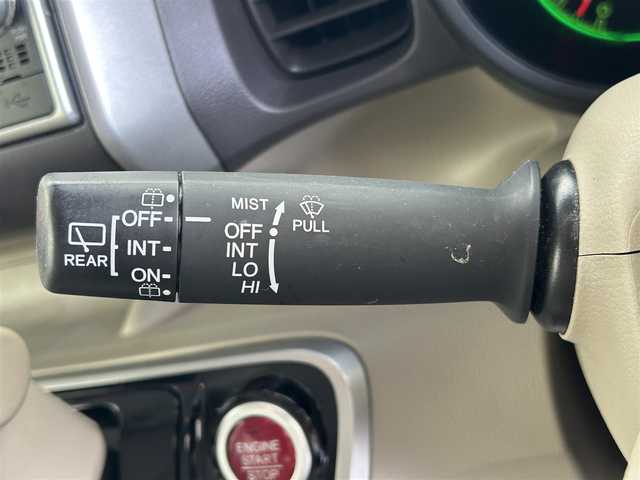 OFF
INT
ON
REAR
MIST
OFF
INT
LO
HI
PULL
ENGINE
START
STOP